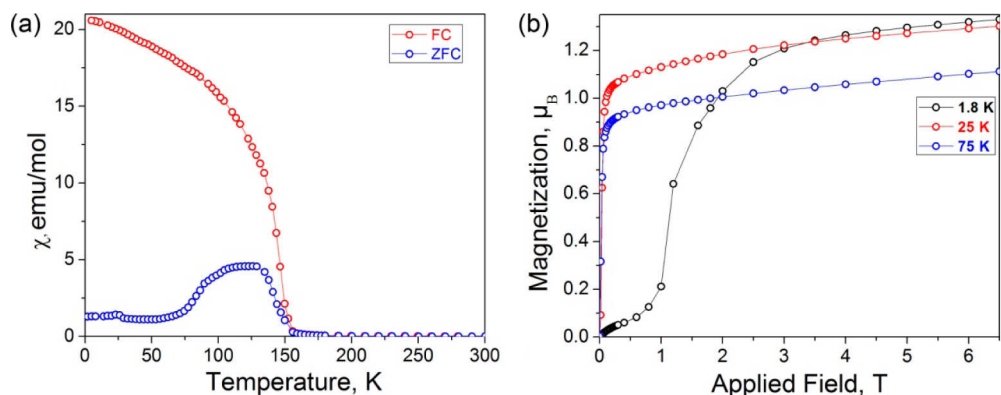 (a)
FC
ZFC
χ, emu/mol
20
15
10
5
0
0 50 100 150 200 250 300
Temperature, K
(b)
1.8 K
25 K
75 K
Magnetization, μB
1.2
1.0
0.8
0.6
0.4
0.2
0.0
0 1 2 3 4 5 6
Applied Field, T